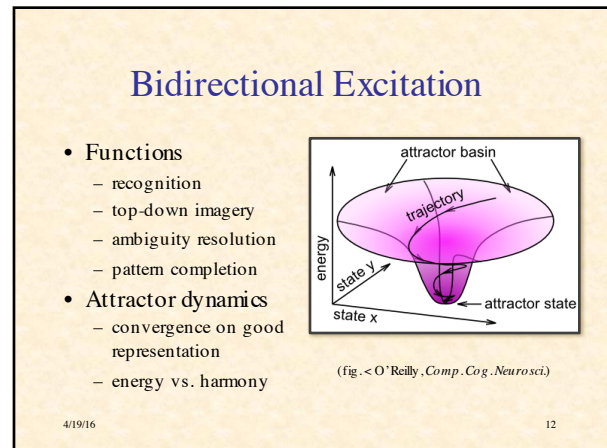 Bidirectional Excitation
• Functions
– recognition
– top-down imagery
– ambiguity resolution
– pattern completion
• Attractor dynamics
– convergence on good
representation
– energy vs. harmony
attractor basin
trajectory
energy
state y
state x
attractor state
(fig. < O'Reilly, Comp. Cog. Neurosci.)
4/19/16
12